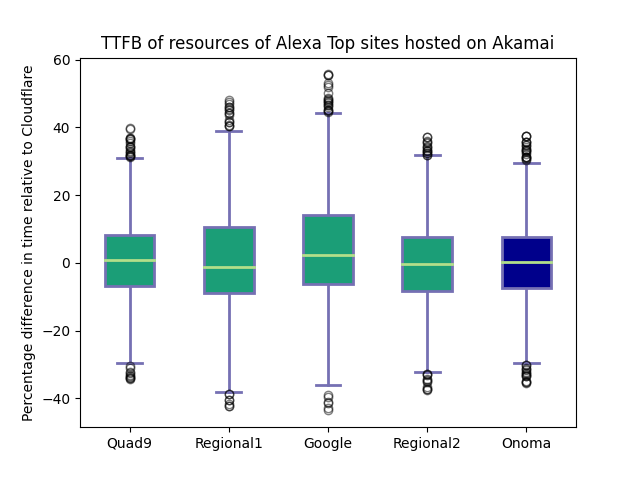 TTFB of resources of Alexa Top sites hosted on Akamai
Percentage difference in time relative to Cloudflare
60
40
20
0
−20
−40
Quad9 Regional1 Google Regional2 Onoma